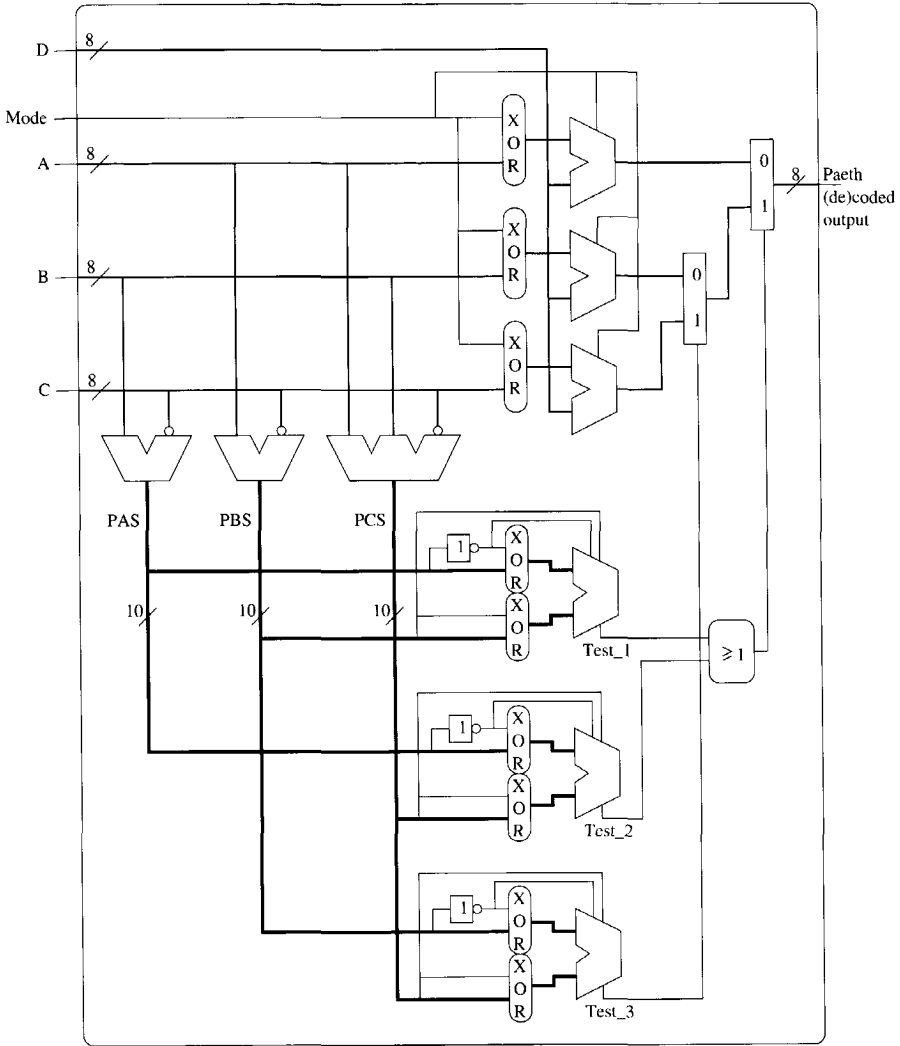 D
8
Mode
X
O
R
A
8
0
1
8
Paeth
(de)coded
output
X
O
R
B
8
0
1
X
O
R
C
8
PAS
PBS
PCS
1
X
O
R
X
O
R
10
10
10
Test_1
≥1
1
X
O
R
X
O
R
Test_2
1
X
O
R
X
O
R
Test_3